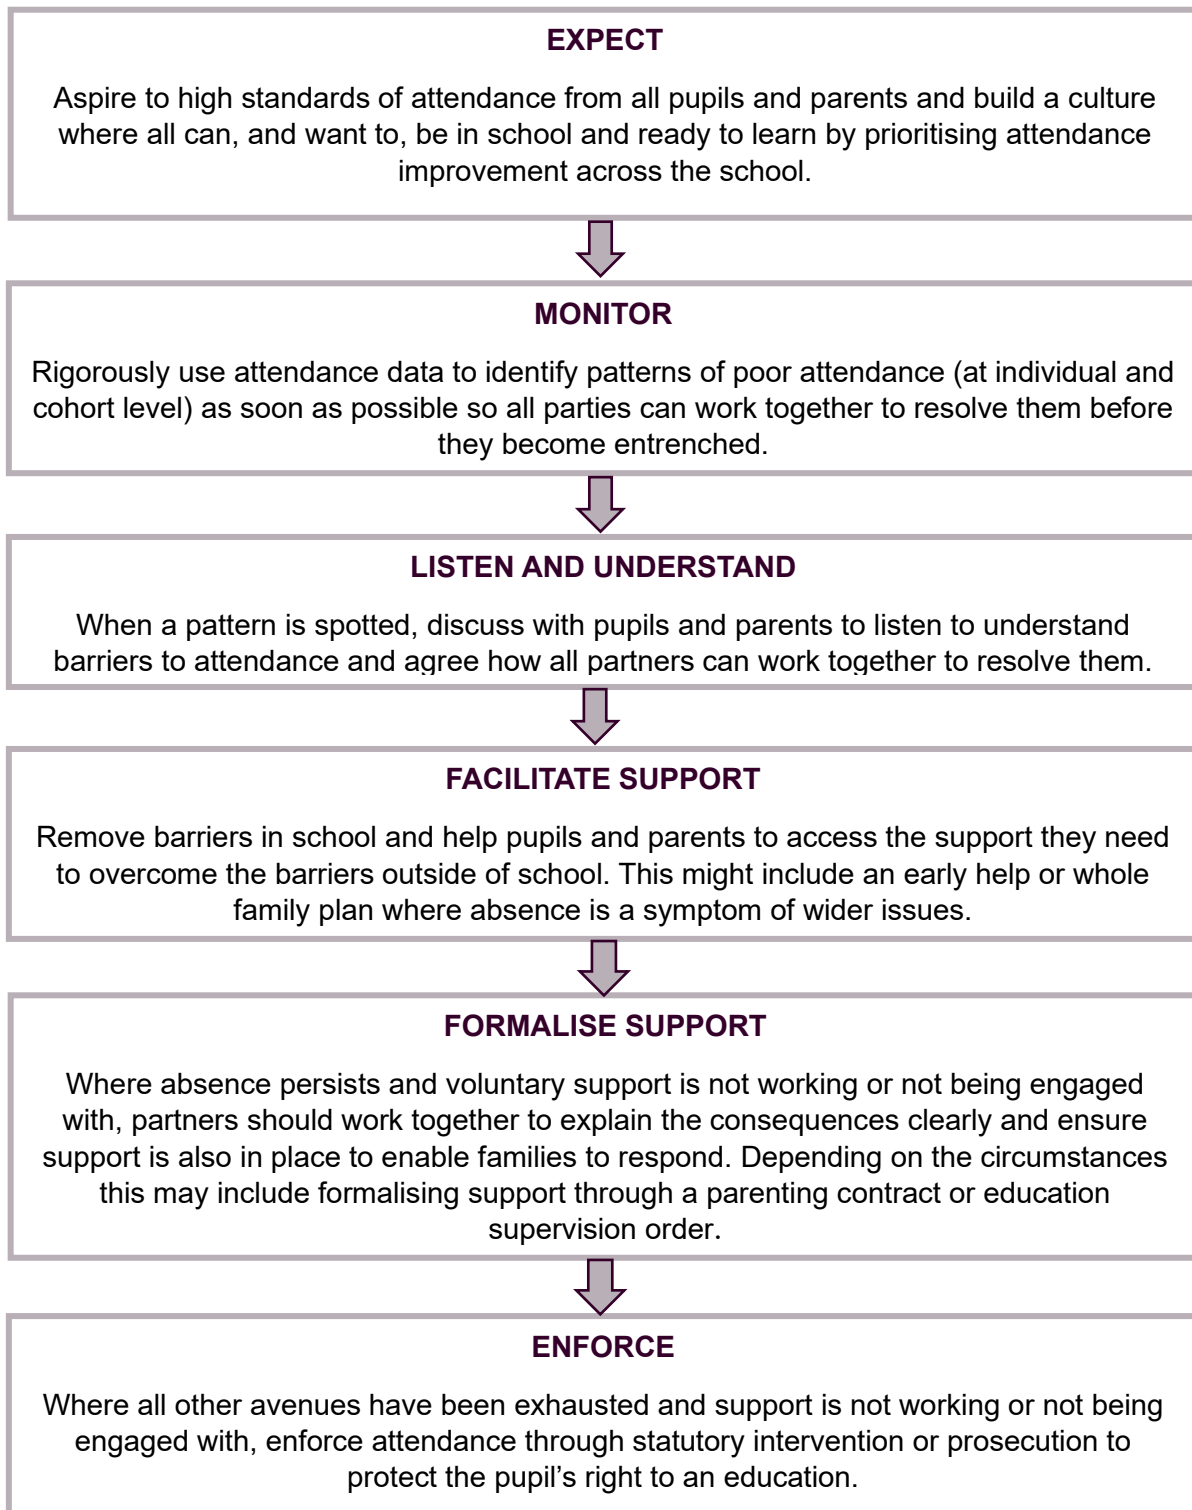 EXPECT
Aspire to high standards of attendance from all pupils and parents and build a culture
where all can, and want to, be in school and ready to learn by prioritising attendance
improvement across the school.
MONITOR
Rigorously use attendance data to identify patterns of poor attendance (at individual and
cohort level) as soon as possible so all parties can work together to resolve them before
they become entrenched.
LISTEN AND UNDERSTAND
When a pattern is spotted, discuss with pupils and parents to listen to understand
barriers to attendance and agree how all partners can work together to resolve them.
FACILITATE SUPPORT
Remove barriers in school and help pupils and parents to access the support they need
to overcome the barriers outside of school. This might include an early help or whole
family plan where absence is a symptom of wider issues.
FORMALISE SUPPORT
Where absence persists and voluntary support is not working or not being engaged
with, partners should work together to explain the consequences clearly and ensure
support is also in place to enable families to respond. Depending on the circumstances
this may include formalising support through a parenting contract or education
supervision order.
ENFORCE
Where all other avenues have been exhausted and support is not working or not being
engaged with, enforce attendance through statutory intervention or prosecution to
protect the pupil’s right to an education.